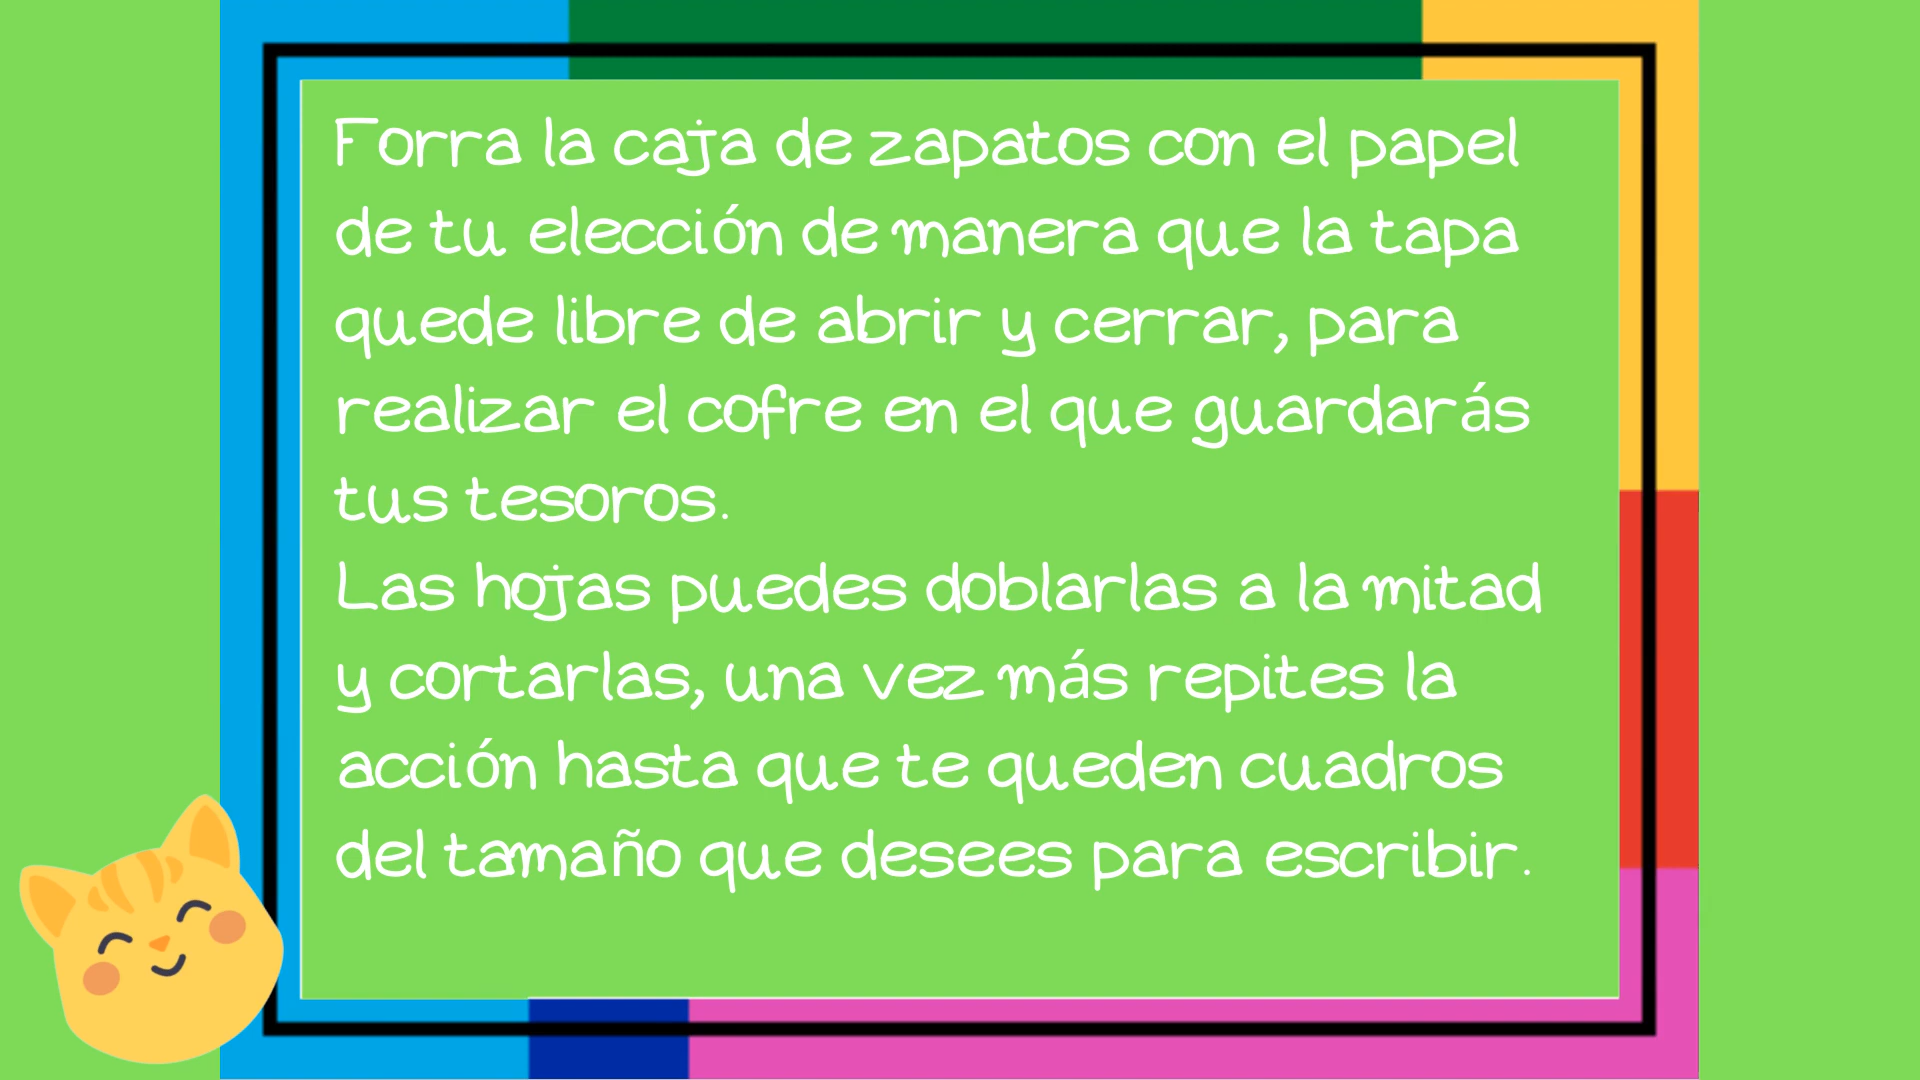 Forra la caja de zapatos con el papel
de tu elección de manera que la tapa
quede libre de abrir y cerrar, para
realizar el cofre en el que guardarás
tus tesoros.
Las hojas puedes doblarlas a la mitad
y cortarlas, una vez más repites la
acción hasta que te queden cuadros
del tamaño que desees para escribir.